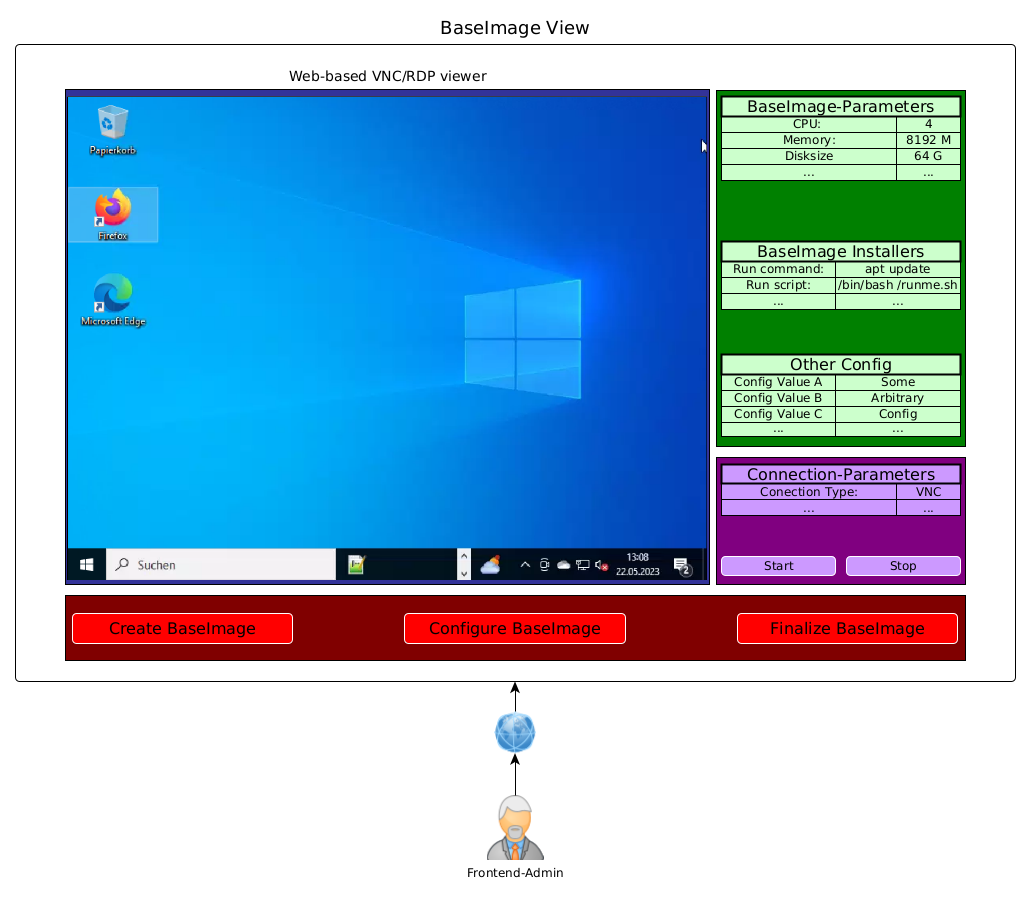 BaseImage View
Web-based VNC/RDP viewer
Papierkorb
Firefox
Microsoft Edge
Suchen
13:08
22.05.2023
2
BaseImage-Parameters
CPU: 4
Memory: 8192 M
Disksize 64 G
... ...
BaseImage Installers
Run command: apt update
Run script: /bin/bash /runme.sh
... ...
Other Config
Config Value A Some
Config Value B Arbitrary
Config Value C Config
... ...
Connection-Parameters
Conection Type: VNC
... ...
Start Stop
Create BaseImage Configure BaseImage Finalize BaseImage
Frontend-Admin